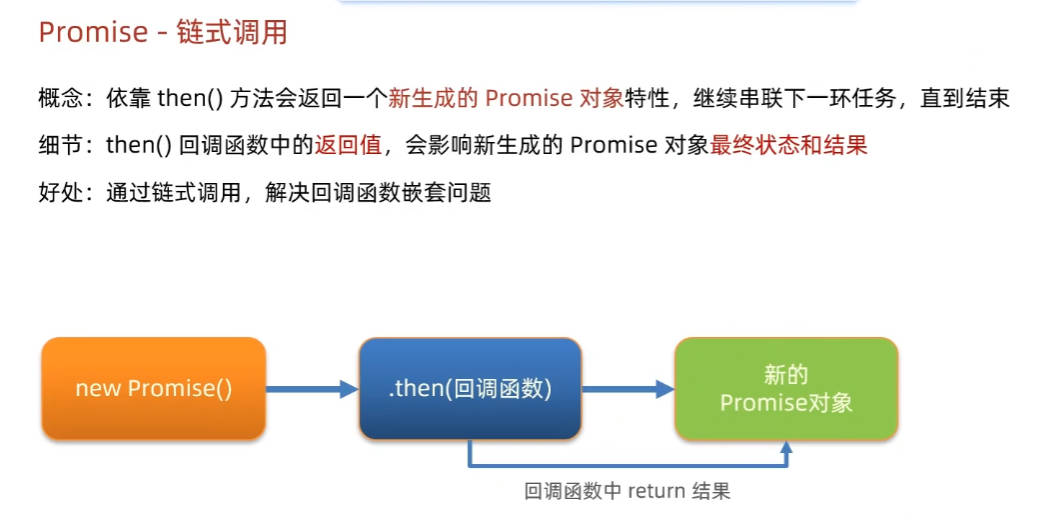 Promise - 链式调用
概念：依靠 then() 方法会返回一个新生成的 Promise 对象特性，继续串联下一环任务，直到结束
细节：then() 回调函数中的返回值，会影响新生成的 Promise 对象最终状态和结果
好处：通过链式调用，解决回调函数嵌套问题
new Promise()
.then(回调函数)
新的
Promise对象
回调函数中 return 结果